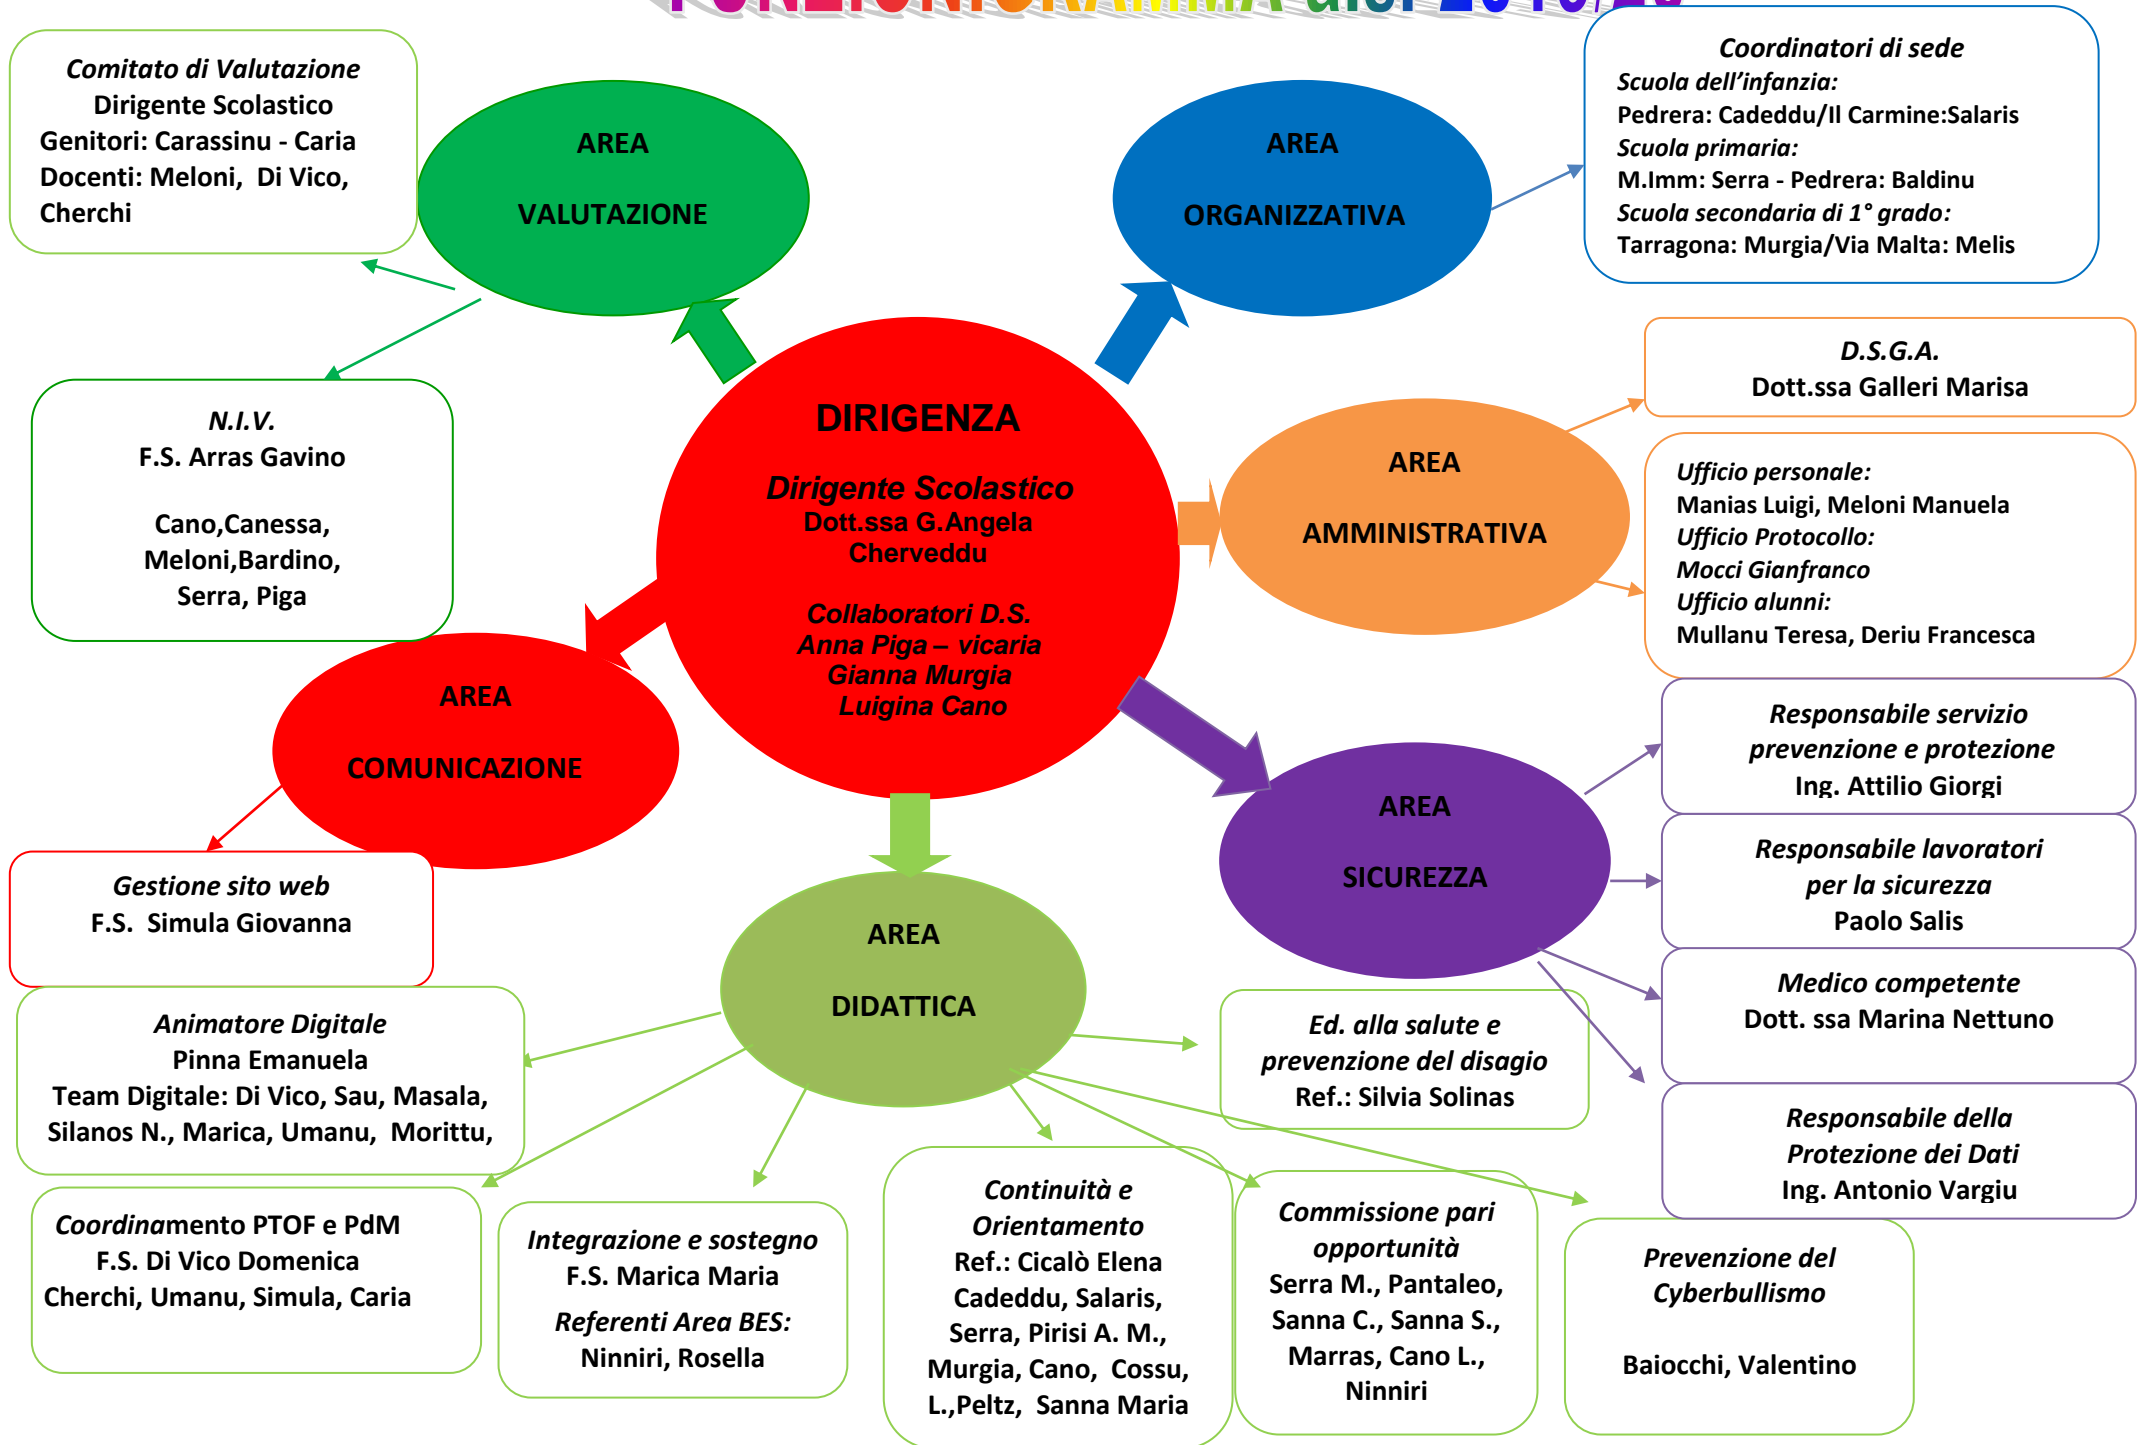 FUNZIONIGRAMMA
Comitato di Valutazione
Dirigente Scolastico
Genitori: Carassinu - Caria
Docenti: Meloni, Di Vico,
Cherchi
AREA
VALUTAZIONE
AREA
ORGANIZZATIVA
Coordinatori di sede
Scuola dell’infanzia:
Pedrera: Cadeddu/Il Carmine:Salaris
Scuola primaria:
M.Imm: Serra - Pedrera: Baldinu
Scuola secondaria di 1° grado:
Tarragona: Murgia/Via Malta: Melis
N.I.V.
F.S. Arras Gavino
Cano,Canessa,
Meloni,Bardino,
Serra, Piga
DIRIGENZA
Dirigente Scolastico
Dott.ssa G.Angela
Cherveddu
Collaboratori D.S.
Anna Piga – vicaria
Gianna Murgia
Luigina Cano
AREA
AMMINISTRATIVA
D.S.G.A.
Dott.ssa Galleri Marisa
Ufficio personale:
Manias Luigi, Meloni Manuela
Ufficio Protocollo:
Mocci Gianfranco
Ufficio alunni:
Mullanu Teresa, Deriu Francesca
AREA
COMUNICAZIONE
Gestione sito web
F.S. Simula Giovanna
AREA
SICUREZZA
Responsabile servizio
prevenzione e protezione
Ing. Attilio Giorgi
Responsabile lavoratori
per la sicurezza
Paolo Salis
Medico competente
Dott. ssa Marina Nettuno
Responsabile della
Protezione dei Dati
Ing. Antonio Vargiu
AREA
DIDATTICA
Animatore Digitale
Pinna Emanuela
Team Digitale: Di Vico, Sau, Masala,
Silanos N., Marica, Umanu, Morittu,
Ed. alla salute e
prevenzione del disagio
Ref.: Silvia Solinas
Coordinamento PTOF e PdM
F.S. Di Vico Domenica
Cherchi, Umanu, Simula, Caria
Integrazione e sostegno
F.S. Marica Maria
Referenti Area BES:
Ninniri, Rosella
Continuità e
Orientamento
Ref.: Cicalò Elena
Cadeddu, Salaris,
Serra, Pirisi A. M.,
Murgia, Cano, Cossu,
L.,Peltz, Sanna Maria
Commissione pari
opportunità
Serra M., Pantaleo,
Sanna C., Sanna S.,
Marras, Cano L.,
Ninniri
Prevenzione del
Cyberbullismo
Baiocchi, Valentino